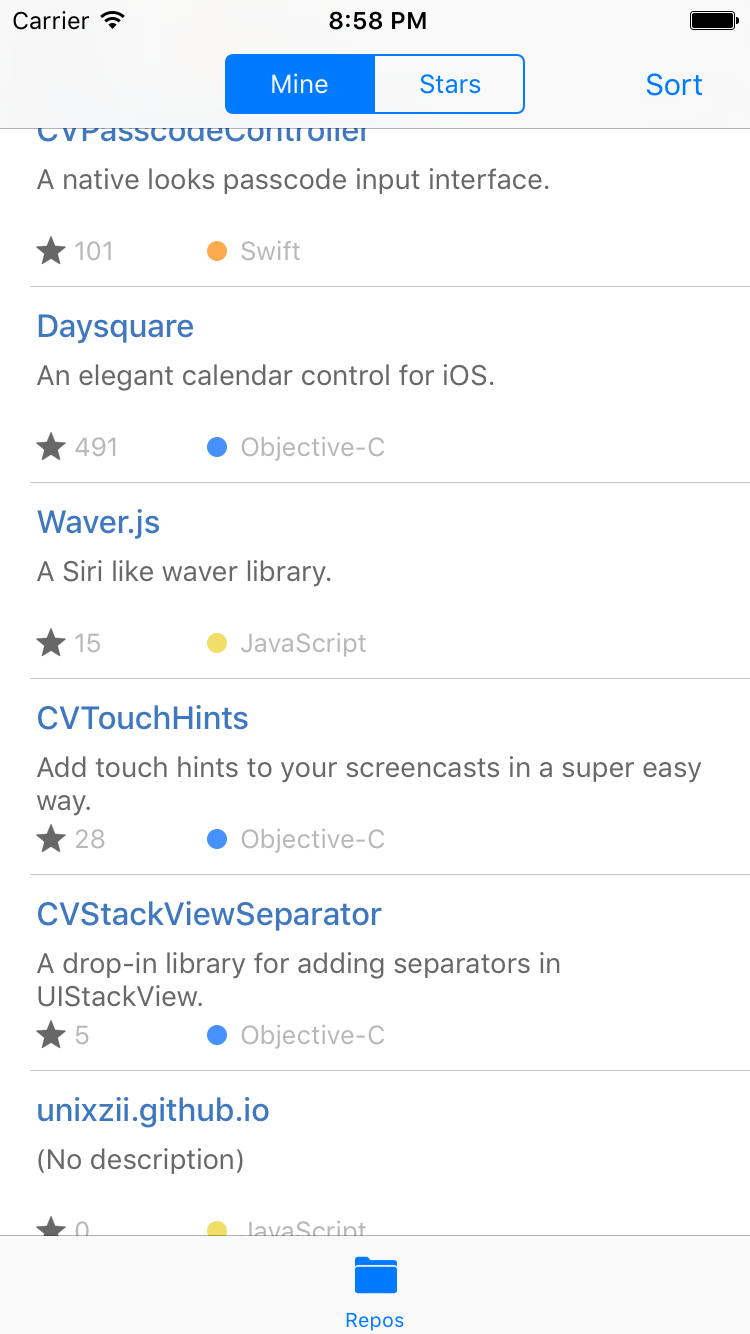 Carrier 8:58 PM
Mine Stars Sort
CVPasscodeController
A native looks passcode input interface.
101 Swift
Daysquare
An elegant calendar control for iOS.
491 Objective-C
Waver.js
A Siri like waver library.
15 JavaScript
CVTouchHints
Add touch hints to your screencasts in a super easy
way.
28 Objective-C
CVStackViewSeparator
A drop-in library for adding separators in
UIStackView.
5 Objective-C
unixzii.github.io
(No description)
0 JavaScript
Repos